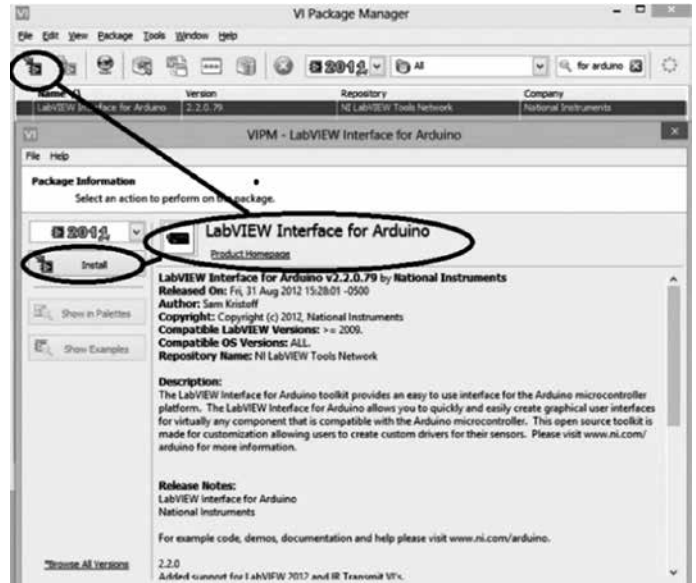 VI Package Manager
File Edit View Package Tools Window Help
2011 All for arduino
Name Version Repository Company
LabVIEW Interface for Arduino 2.2.0.79 NI LabVIEW Tools Network National Instruments
VIPM - LabVIEW Interface for Arduino
File Help
Package Information
Select an action to perform on the package.
2011
LabVIEW Interface for Arduino
Product Homepage
Install
Show in Palettes
Show Examples
LabVIEW Interface for Arduino v2.2.0.79 by National Instruments
Released On: Fri, 31 Aug 2012 15:28:01 -0500
Author: Sam Kristoff
Copyright: Copyright (c) 2012, National Instruments
Compatible LabVIEW Versions: >= 2009.
Compatible OS Versions: ALL.
Repository Name: NI LabVIEW Tools Network
Description:
The LabVIEW Interface for Arduino toolkit provides an easy to use interface for the Arduino microcontroller
platform. The LabVIEW Interface for Arduino allows you to quickly and easily create graphical user interfaces
for virtually any component that is compatible with the Arduino microcontroller. This open source toolkit is
made for customization allowing users to create custom drivers for their sensors. Please visit www.ni.com/
arduino for more information.
Release Notes:
LabVIEW Interface for Arduino
National Instruments
For example code, demos, documentation and help please visit www.ni.com/arduino.
2.2.0
Added support for LabVIEW 2012 and IR Transmit VI's.
Browse All Versions